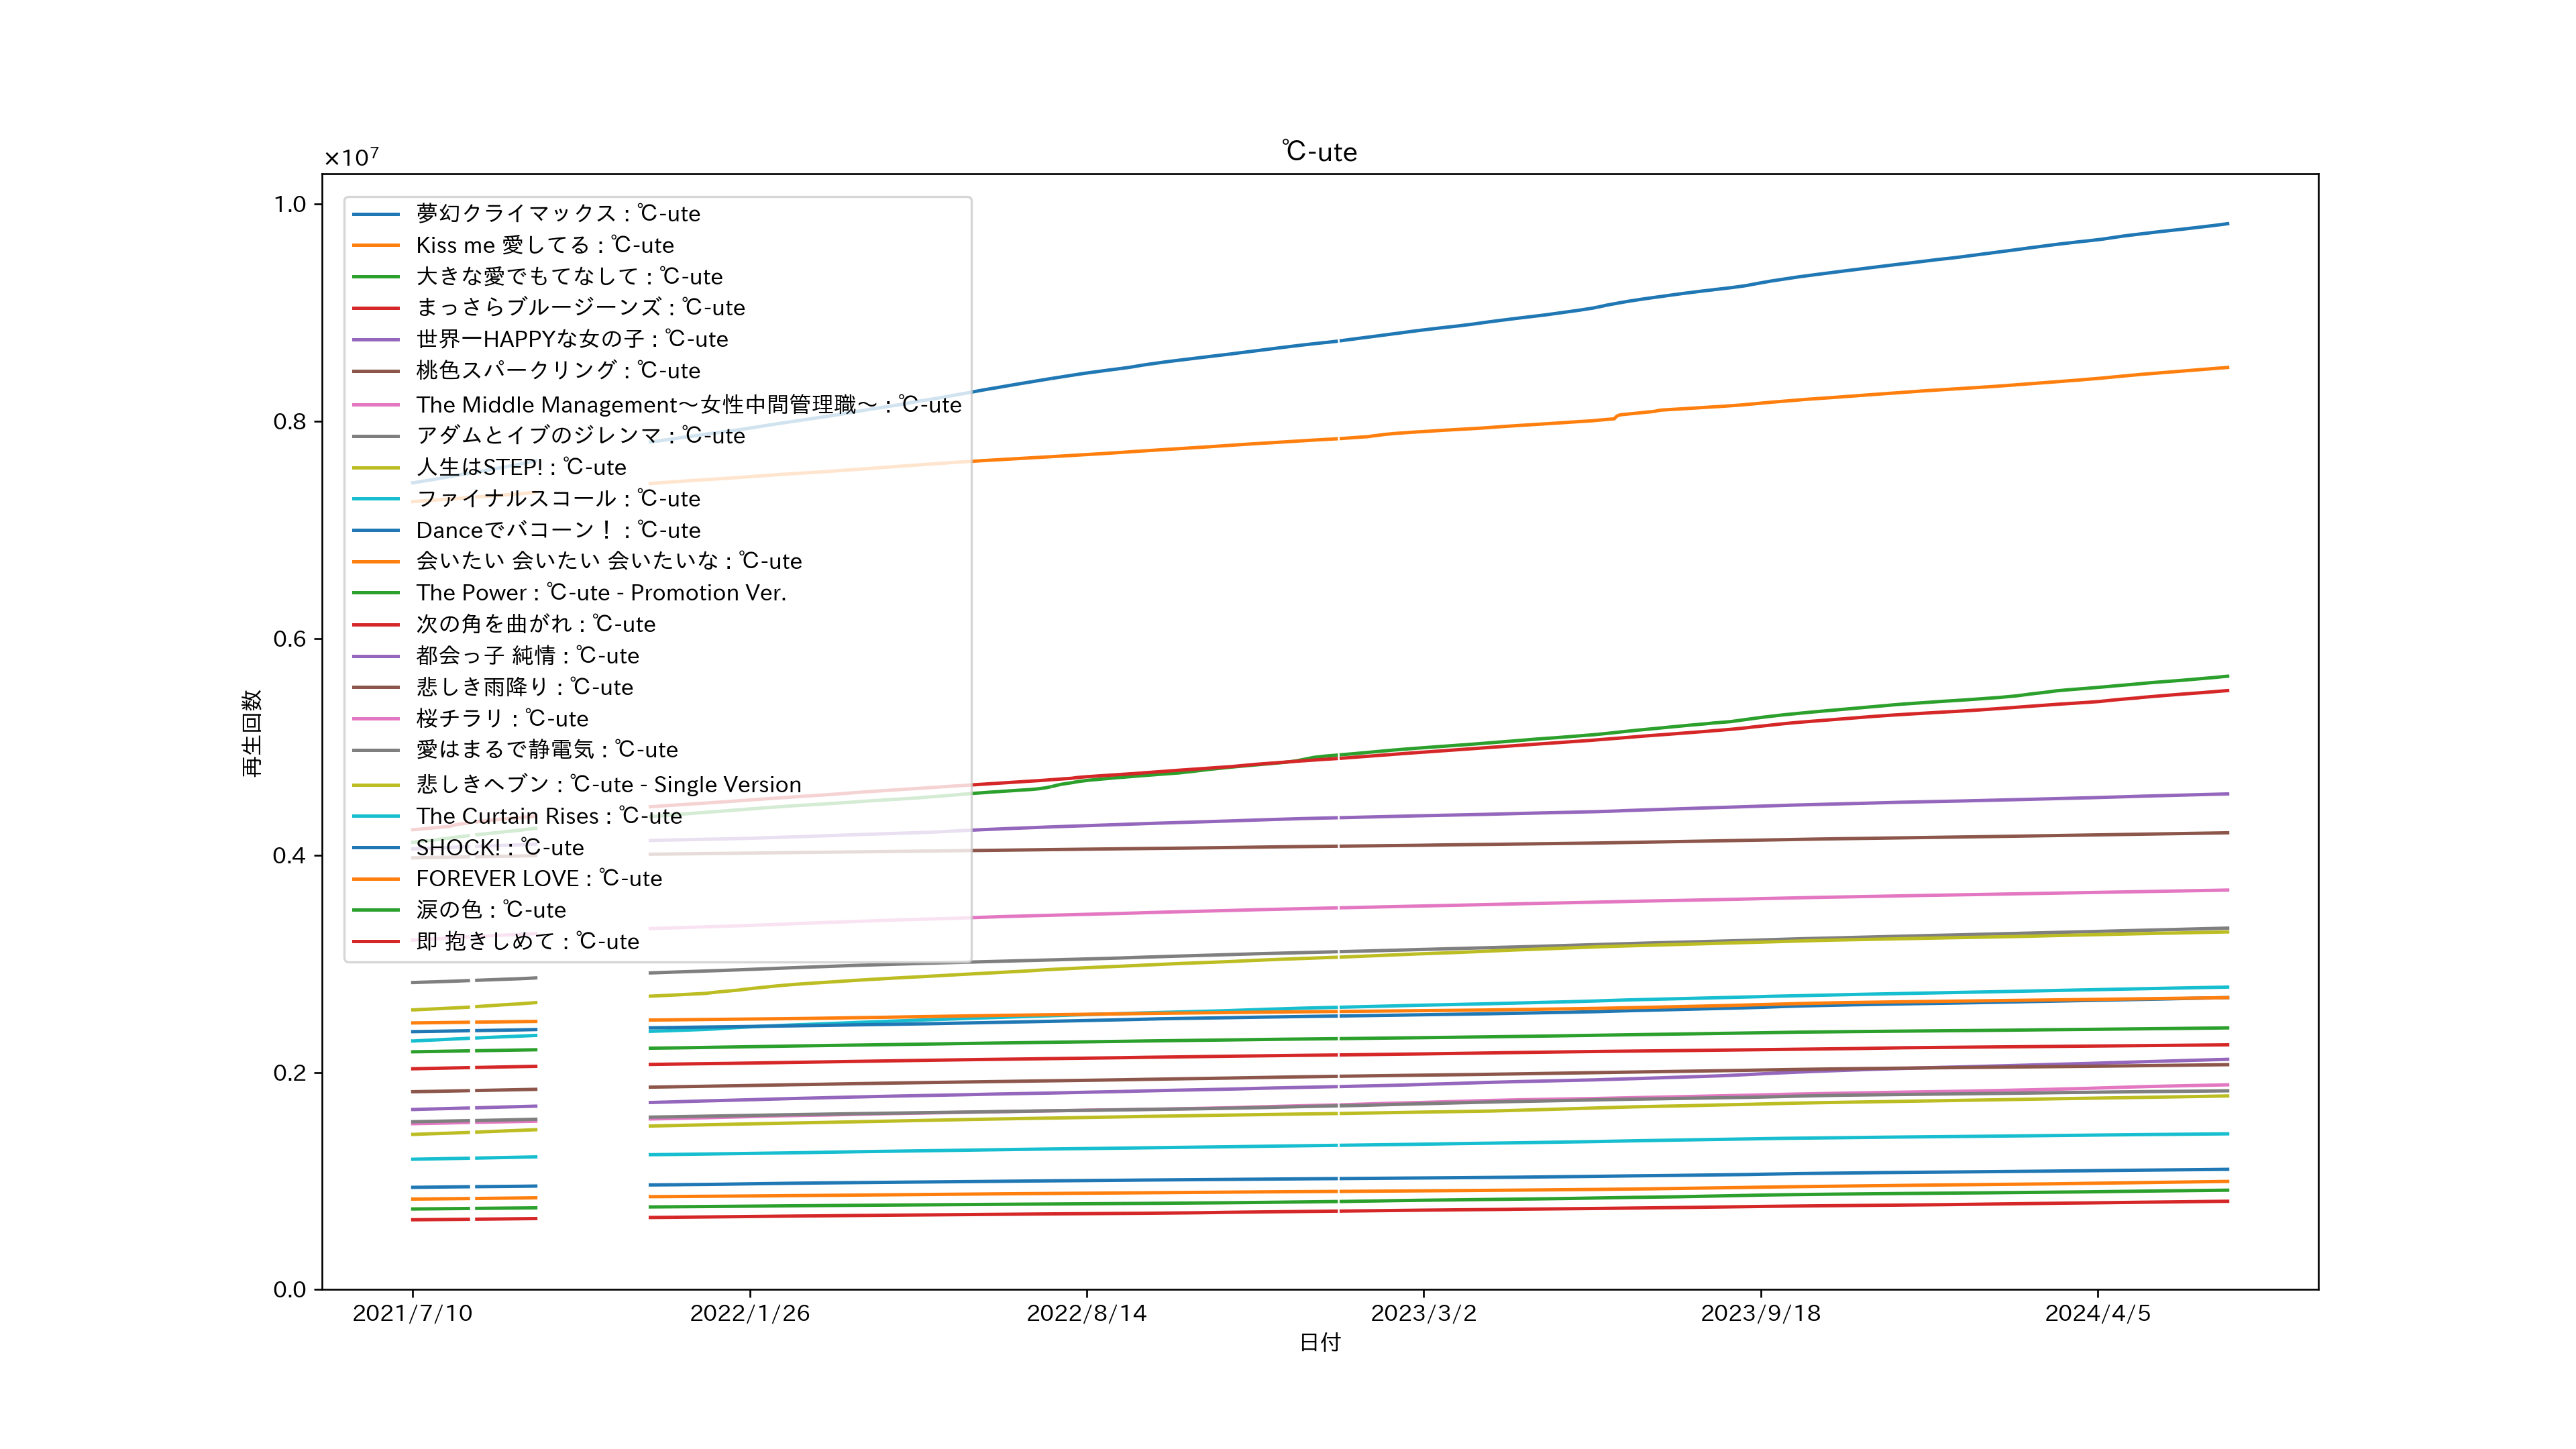 ℃-ute
×10⁷
1.0
0.8
0.6
0.4
0.2
0.0
再生回数
夢幻クライマックス : ℃-ute
Kiss me 愛してる : ℃-ute
大きな愛でもてなして : ℃-ute
まっさらブルージーンズ : ℃-ute
世界一HAPPYな女の子 : ℃-ute
桃色スパークリング : ℃-ute
The Middle Management～女性中間管理職～ : ℃-ute
アダムとイブのジレンマ : ℃-ute
人生はSTEP! : ℃-ute
ファイナルスコール : ℃-ute
Danceでバコーン！ : ℃-ute
会いたい 会いたい 会いたいな : ℃-ute
The Power : ℃-ute - Promotion Ver.
次の角を曲がれ : ℃-ute
都会っ子 純情 : ℃-ute
悲しき雨降り : ℃-ute
桜チラリ : ℃-ute
愛はまるで静電気 : ℃-ute
悲しきヘブン : ℃-ute - Single Version
The Curtain Rises : ℃-ute
SHOCK! : ℃-ute
FOREVER LOVE : ℃-ute
涙の色 : ℃-ute
即 抱きしめて : ℃-ute
2021/7/10 2022/1/26 2022/8/14 2023/3/2 2023/9/18 2024/4/5
日付